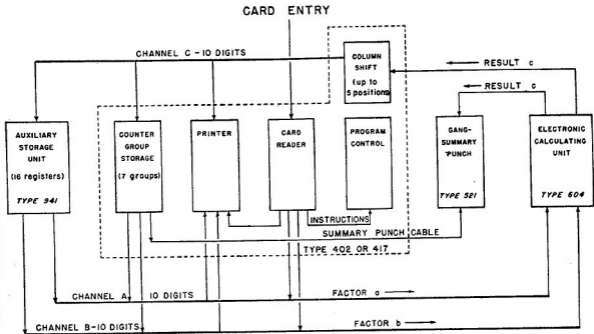 CARD ENTRY
CHANNEL C-10 DIGITS
COLUMN
SHIFT
(up to
5 positions)
RESULT c
RESULT c
AUXILIARY
STORAGE
UNIT
(16 registers)
TYPE 941
COUNTER
GROUP
STORAGE
(7 groups)
PRINTER
CARD
READER
PROGRAM
CONTROL
GANG-
SUMMARY
PUNCH
TYPE 521
ELECTRONIC
CALCULATING
UNIT
TYPE 604
INSTRUCTIONS
SUMMARY PUNCH CABLE
TYPE 402 OR 417
CHANNEL A 10 DIGITS
FACTOR a
CHANNEL B-10 DIGITS
FACTOR b